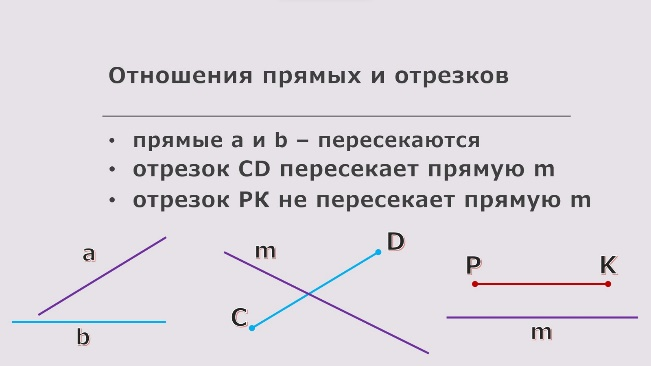 Отношения прямых и отрезков
• прямые a и b – пересекаются
• отрезок CD пересекает прямую m
• отрезок PK не пересекает прямую m
a
b
m
D
C
P
K
m